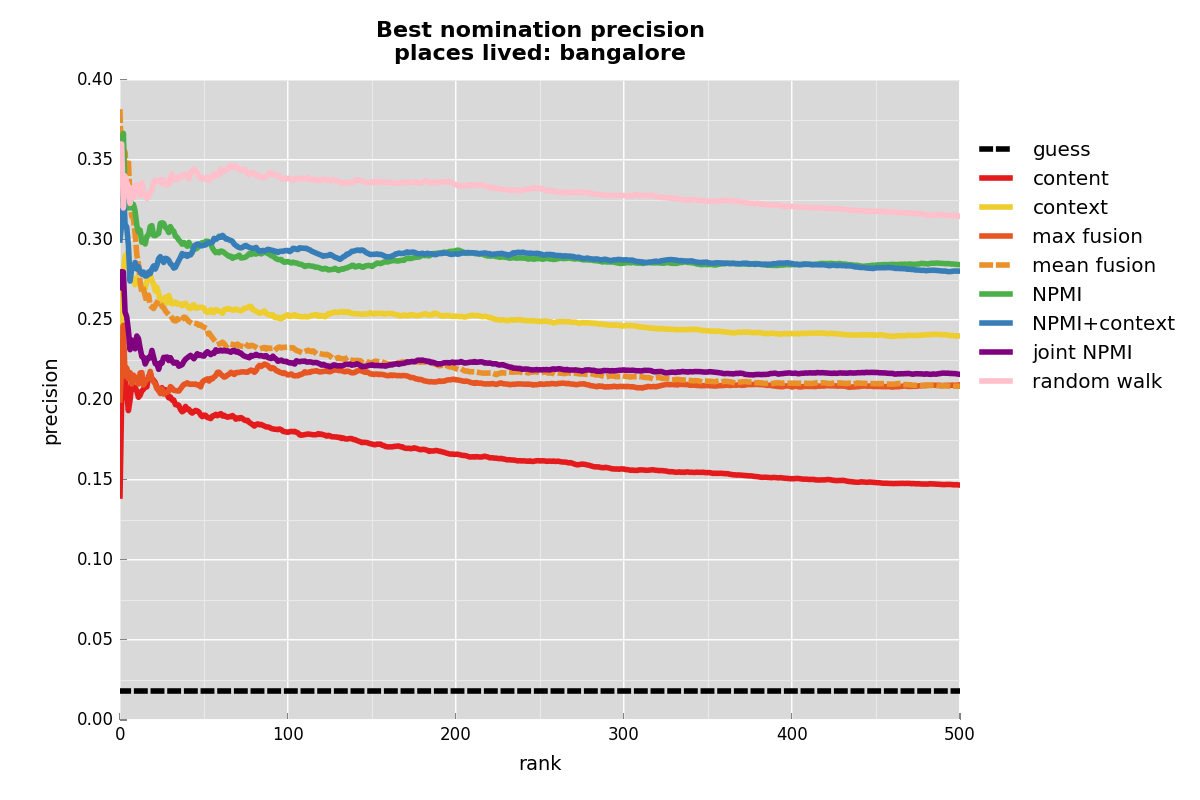 Best nomination precision
places lived: bangalore
precision
0.40
0.35
0.30
0.25
0.20
0.15
0.10
0.05
0.00
0
100
200
300
400
500
rank
guess
content
context
max fusion
mean fusion
NPMI
NPMI+context
joint NPMI
random walk